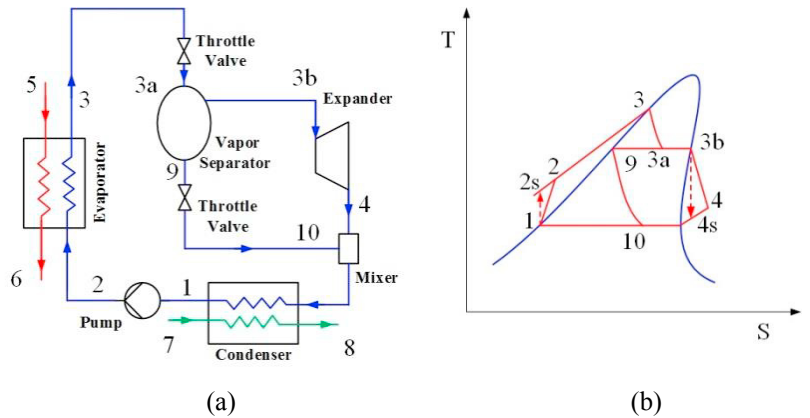 Throttle
Valve
5
3
3a
3b
Expander
Vapor
Separator
Evaporator
9
Throttle
Valve
4
10
Mixer
6
2
1
Pump
7
8
Condenser
(a)
T
3
9
3a
3b
2
2s
4
1
10
4s
S
(b)